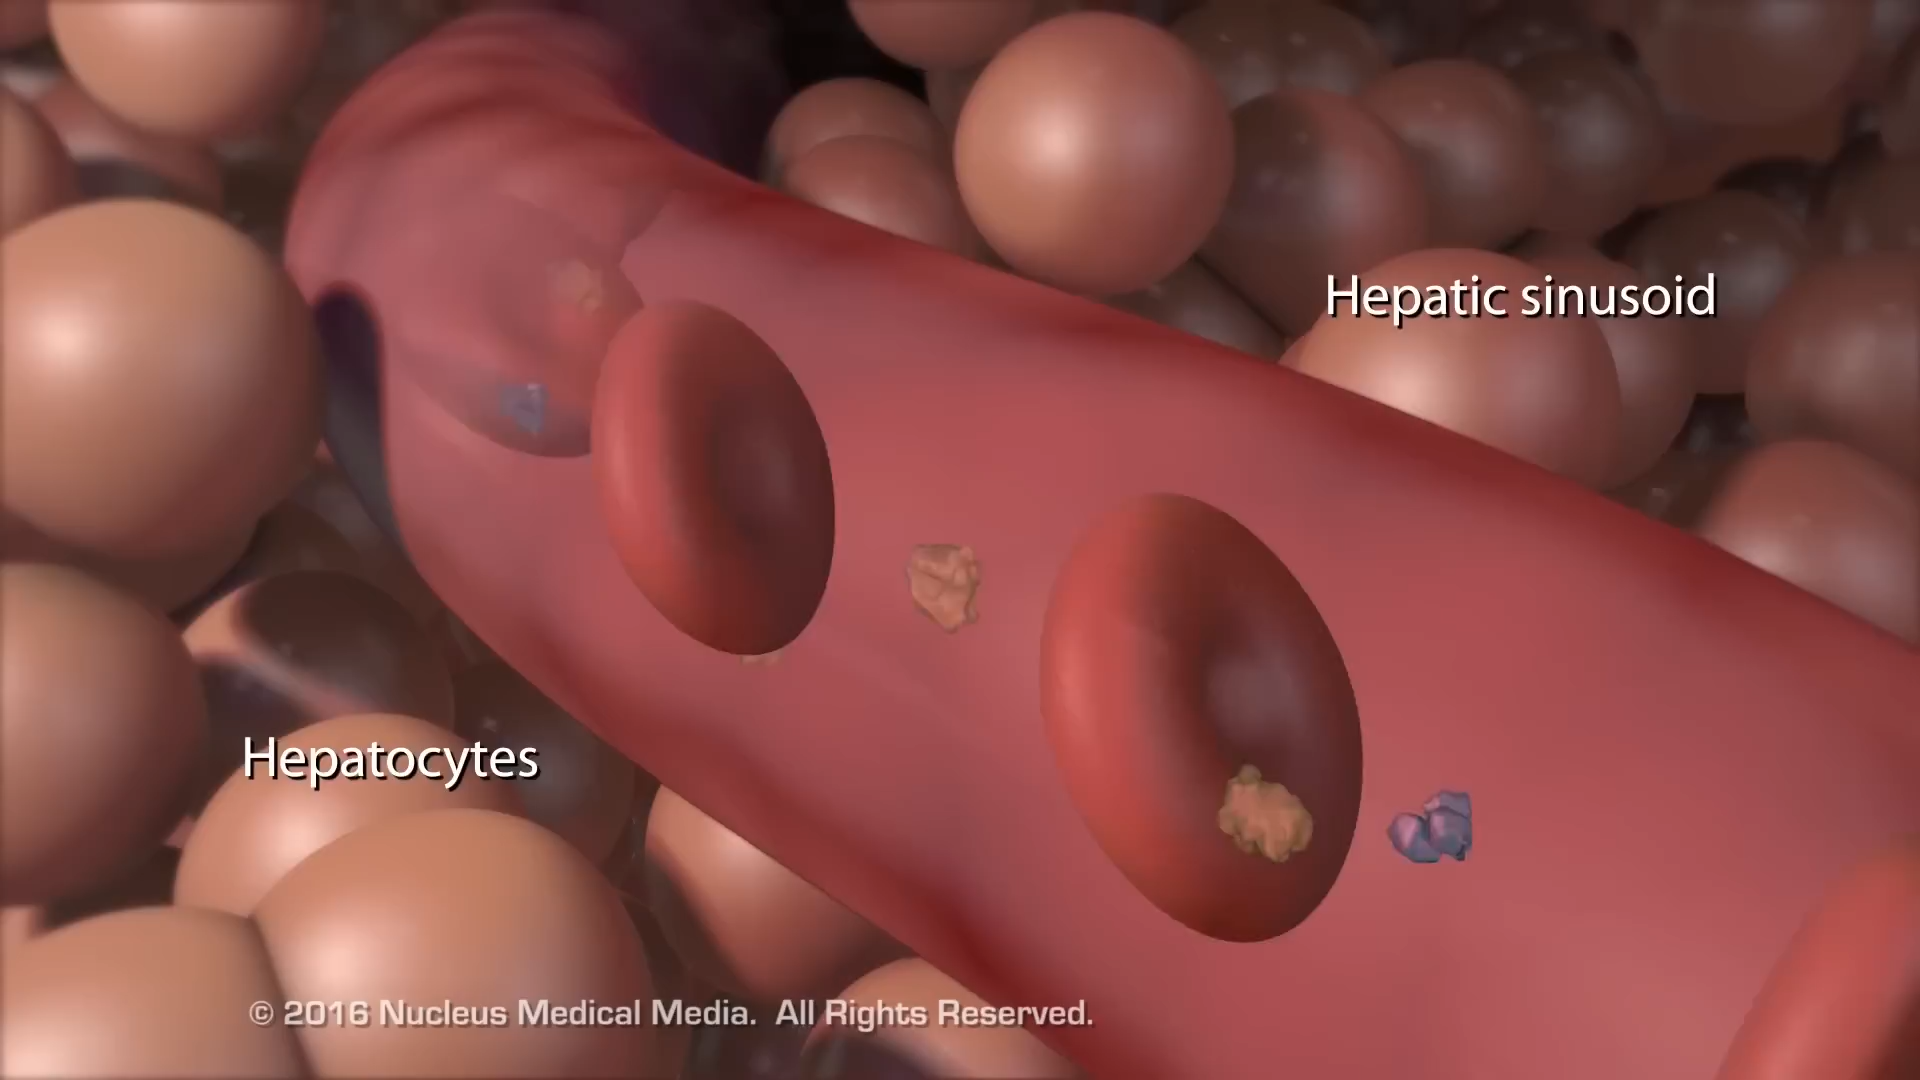 Hepatic sinusoid
Hepatocytes
© 2016 Nucleus Medical Media. All Rights Reserved.